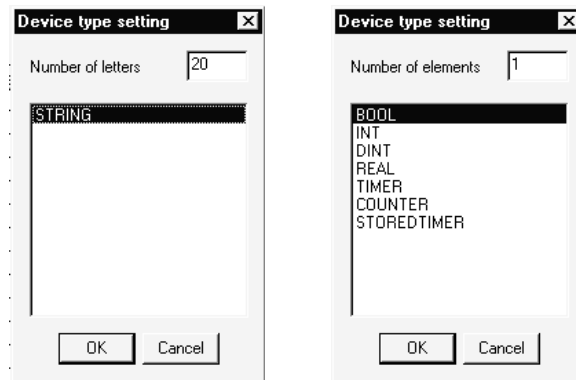 Device type setting
Number of letters 20
STRING
OK Cancel
Device type setting
Number of elements 1
BOOL
INT
DINT
REAL
TIMER
COUNTER
STOREDTIMER
OK Cancel